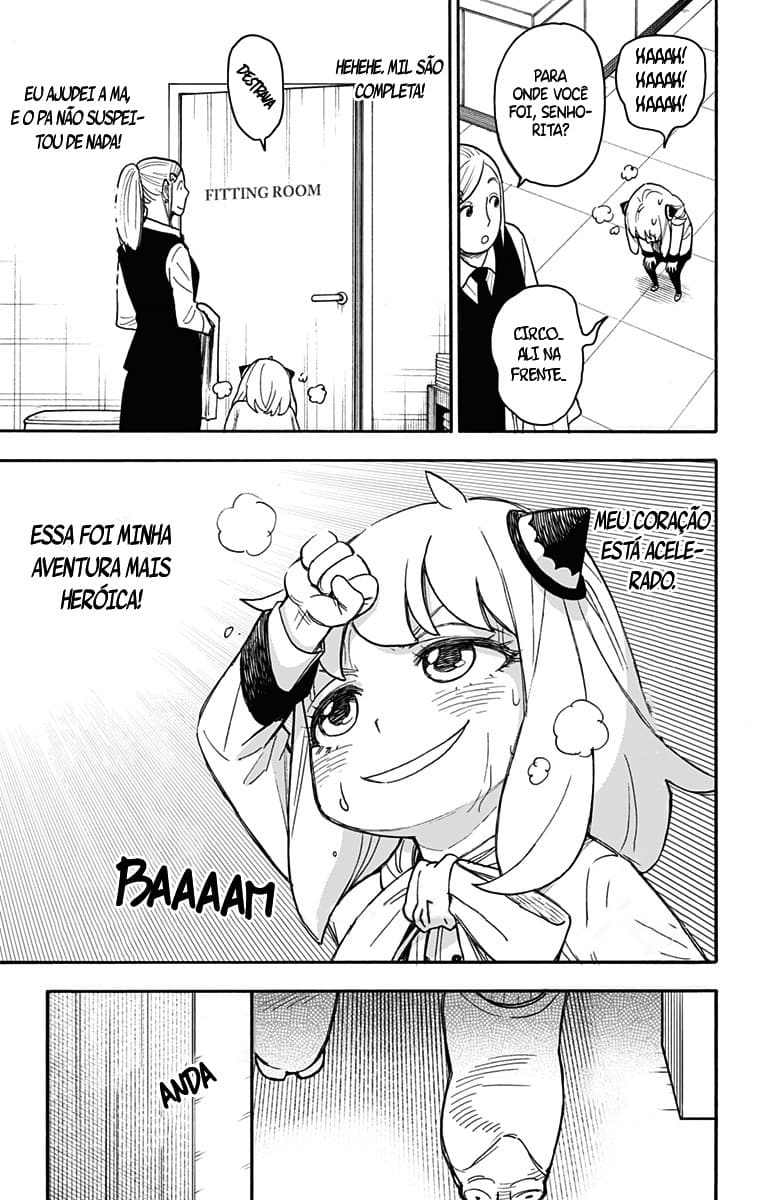 HAAAH!
HAAAH!
HAAAH!
PARA
ONDE VOCÊ
FOI, SENHO-
RITA?
CIRCO...
ALI NA
FRENTE...
HEHEHE. MIL SÃO
COMPLETA!
DESTRAVA
EU AJUDEI A MA,
E O PA NÃO SUSPEI-
TOU DE NADA!
FITTING ROOM
MEU CORAÇÃO
ESTÁ ACELE-
RADO.
ESSA FOI MINHA
AVENTURA MAIS
HERÓICA!
BAAAAM
ANDA